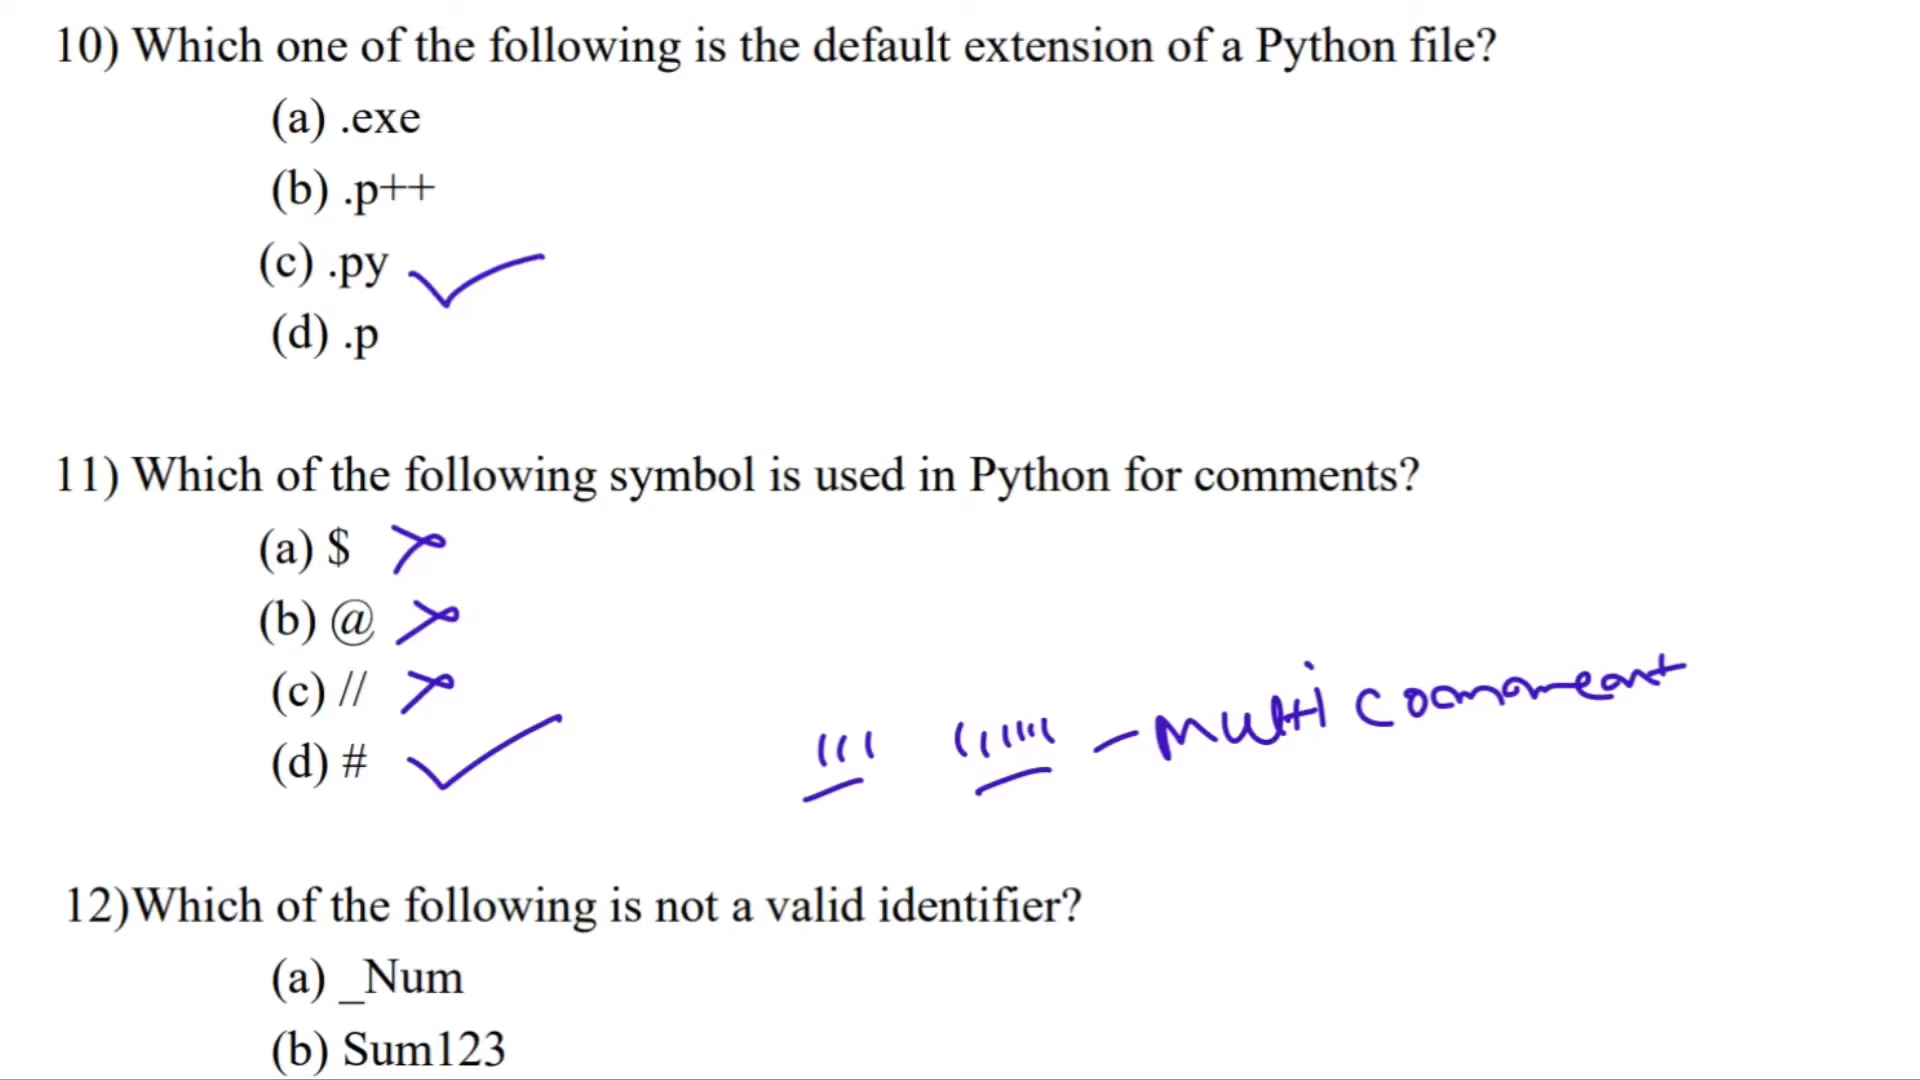 10) Which one of the following is the default extension of a Python file?
(a) .exe
(b) .p++
(c) .py
(d) .p
11) Which of the following symbol is used in Python for comments?
(a) $
(b) @
(c) //
(d) #
''' """ - Multi Comment
12)Which of the following is not a valid identifier?
(a) _Num
(b) Sum123